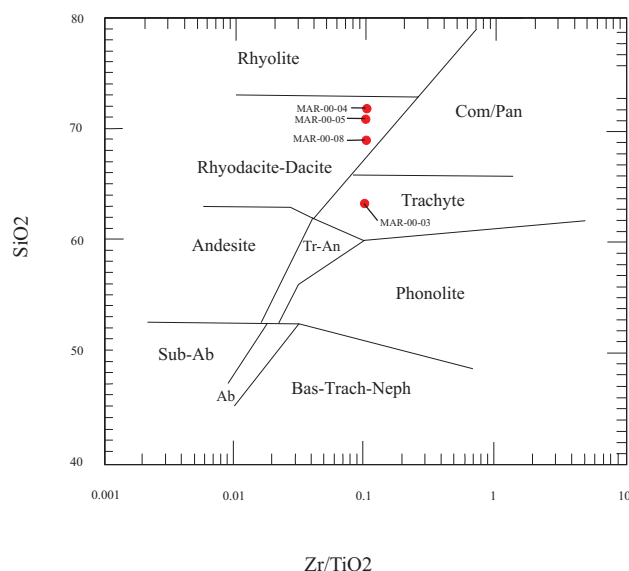 80
Rhyolite
MAR-00-04
MAR-00-05
Com/Pan
70
MAR-00-08
Rhyodacite-Dacite
Trachyte
MAR-00-03
SiO2
Andesite
Tr-An
60
Phonolite
Sub-Ab
50
Ab
Bas-Trach-Neph
40
0.001
0.01
0.1
1
10
Zr/TiO2